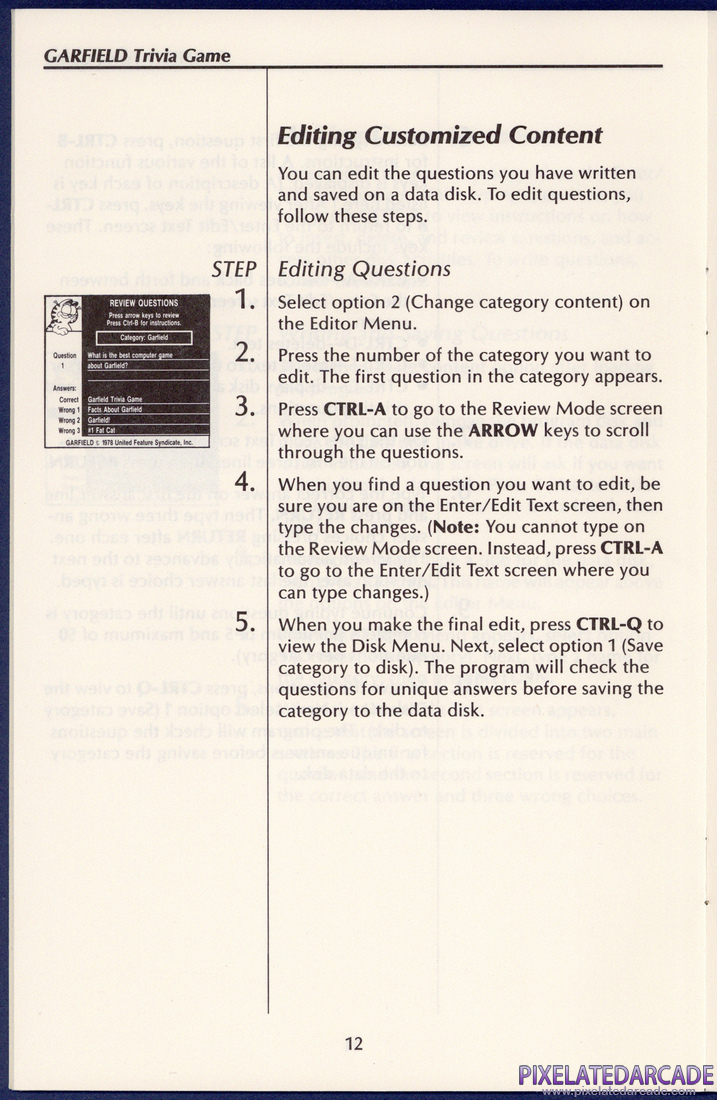 GARFIELD Trivia Game
Editing Customized Content
You can edit the questions you have written
and saved on a data disk. To edit questions,
follow these steps.
STEP Editing Questions
REVIEW QUESTIONS
Press arrow keys to review
Press Ctrl-B for instructions.
Category: Garfield
Question What is the best computer game
1 about Garfield?
Answers:
Correct Garfield Trivia Game
Wrong 1 Facts About Garfield
Wrong 2 Garfield!
Wrong 3 #1 Fat Cat
GARFIELD © 1978 United Feature Syndicate, Inc.
1. Select option 2 (Change category content) on
the Editor Menu.
2. Press the number of the category you want to
edit. The first question in the category appears.
3. Press CTRL-A to go to the Review Mode screen
where you can use the ARROW keys to scroll
through the questions.
4. When you find a question you want to edit, be
sure you are on the Enter/Edit Text screen, then
type the changes. (Note: You cannot type on
the Review Mode screen. Instead, press CTRL-A
to go to the Enter/Edit Text screen where you
can type changes.)
5. When you make the final edit, press CTRL-Q to
view the Disk Menu. Next, select option 1 (Save
category to disk). The program will check the
questions for unique answers before saving the
category to the data disk.
12
PIXELATEDARCADE
www.pixelatedarcade.com